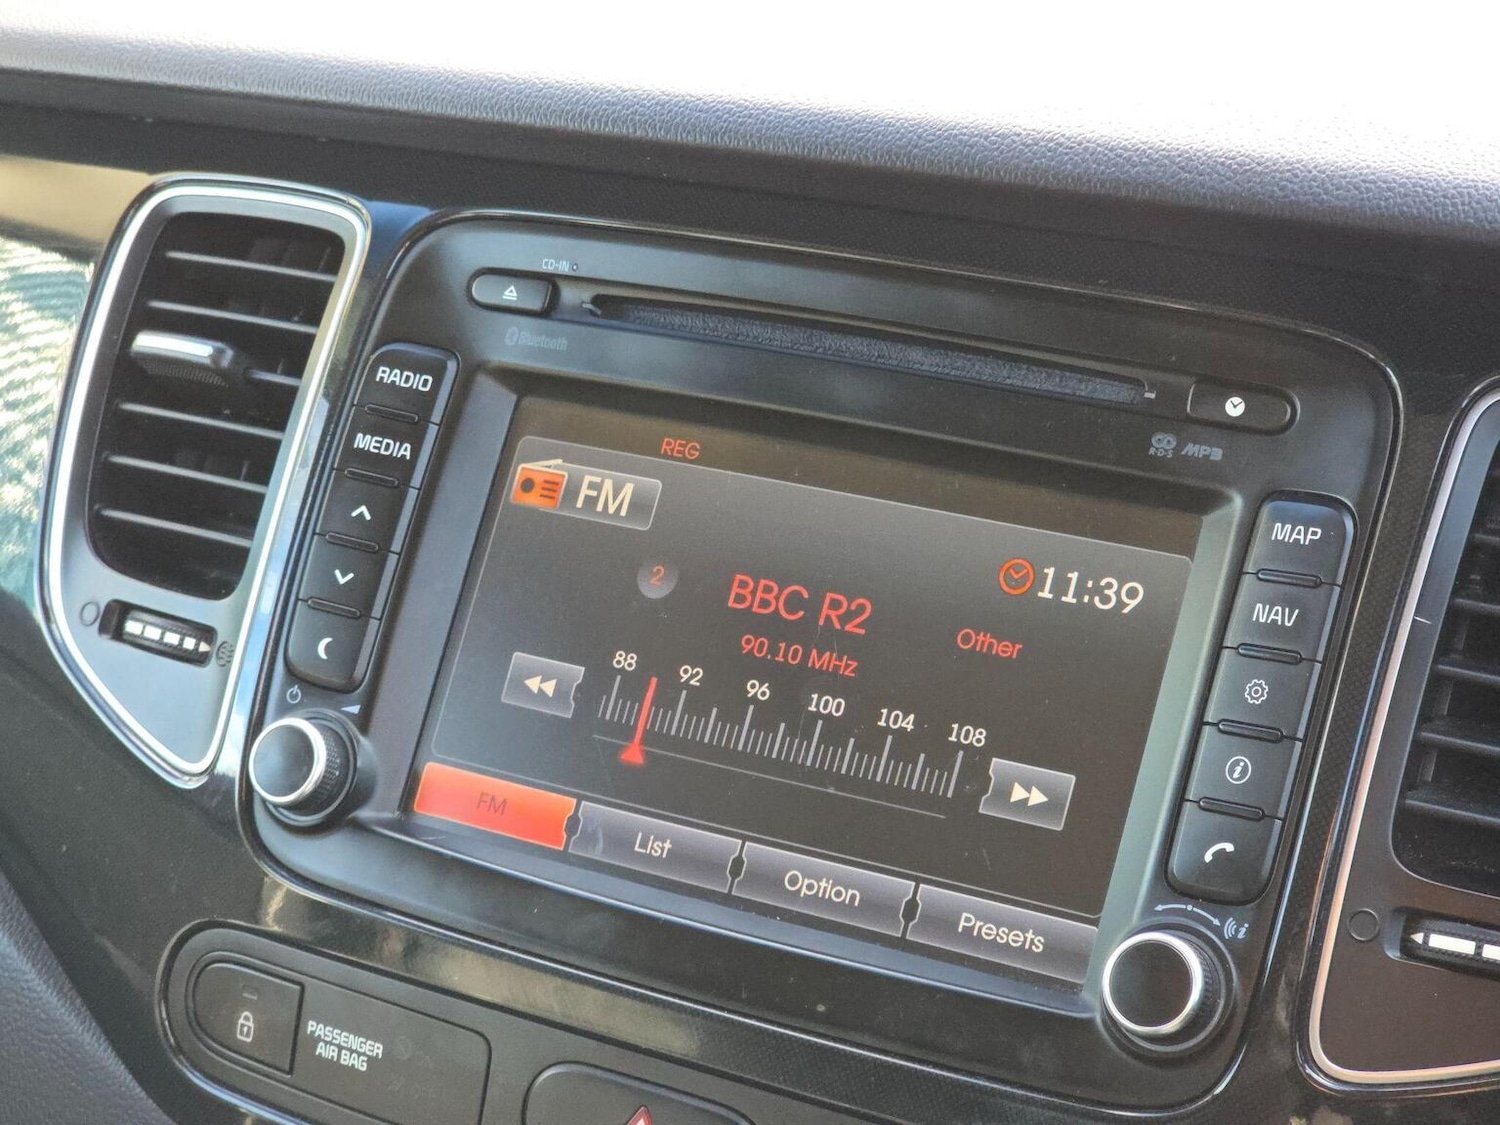 CD-IN
Bluetooth
RADIO
MEDIA
R·D·S
MP3
MAP
NAV
REG
FM
2
BBC R2
90.10 MHz
11:39
Other
88 92 96 100 104 108
FM
List
Option
Presets
PASSENGER
AIR BAG